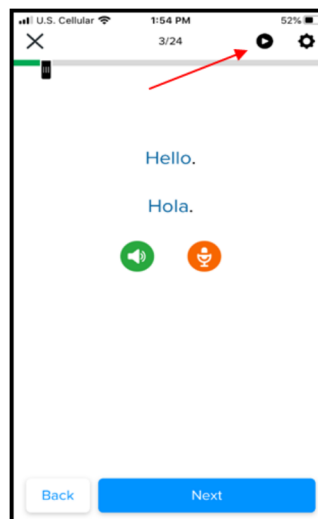 U.S. Cellular 1:54 PM 52%
3/24
Hello.
Hola.
Back Next